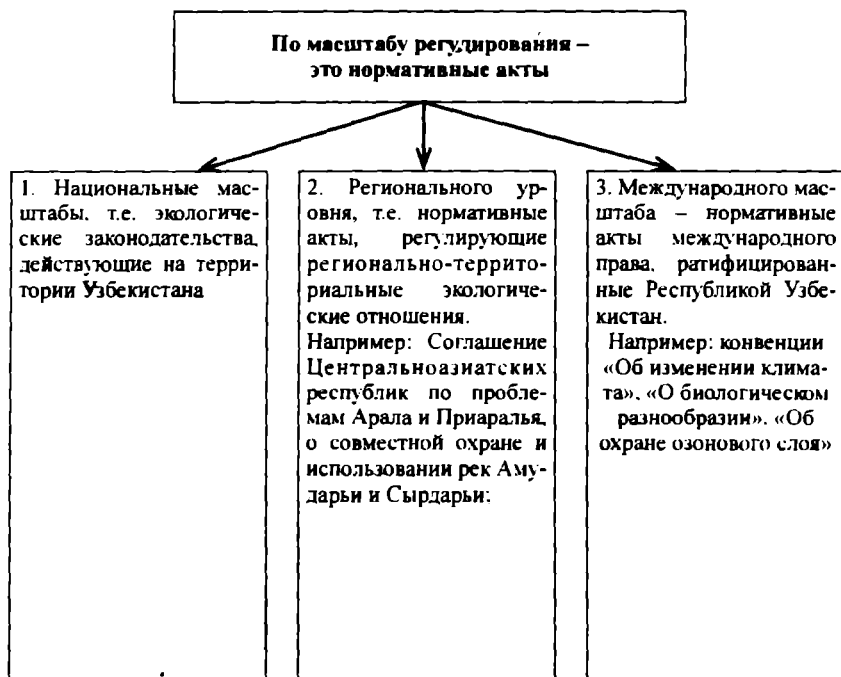 По масштабу регулирования –
это нормативные акты
1. Национальные мас-
штабы, т.е. экологиче-
ские законодательства,
действующие на терри-
тории Узбекистана
2. Регионального ур-
овня, т.е. нормативные
акты, регулирующие
регионально-террито-
риальные экологиче-
ские отношения.
Например: Соглашение
Центральноазиатских
республик по пробле-
мам Арала и Приаралья,
о совместной охране и
использовании рек Аму-
дарьи и Сырдарьи:
3. Международного мас-
штаба – нормативные
акты международного
права, ратифицирован-
ные Республикой Узбе-
кистан.
Например: конвенции
«Об изменении клима-
та», «О биологическом
разнообразии», «Об
охране озонового слоя»